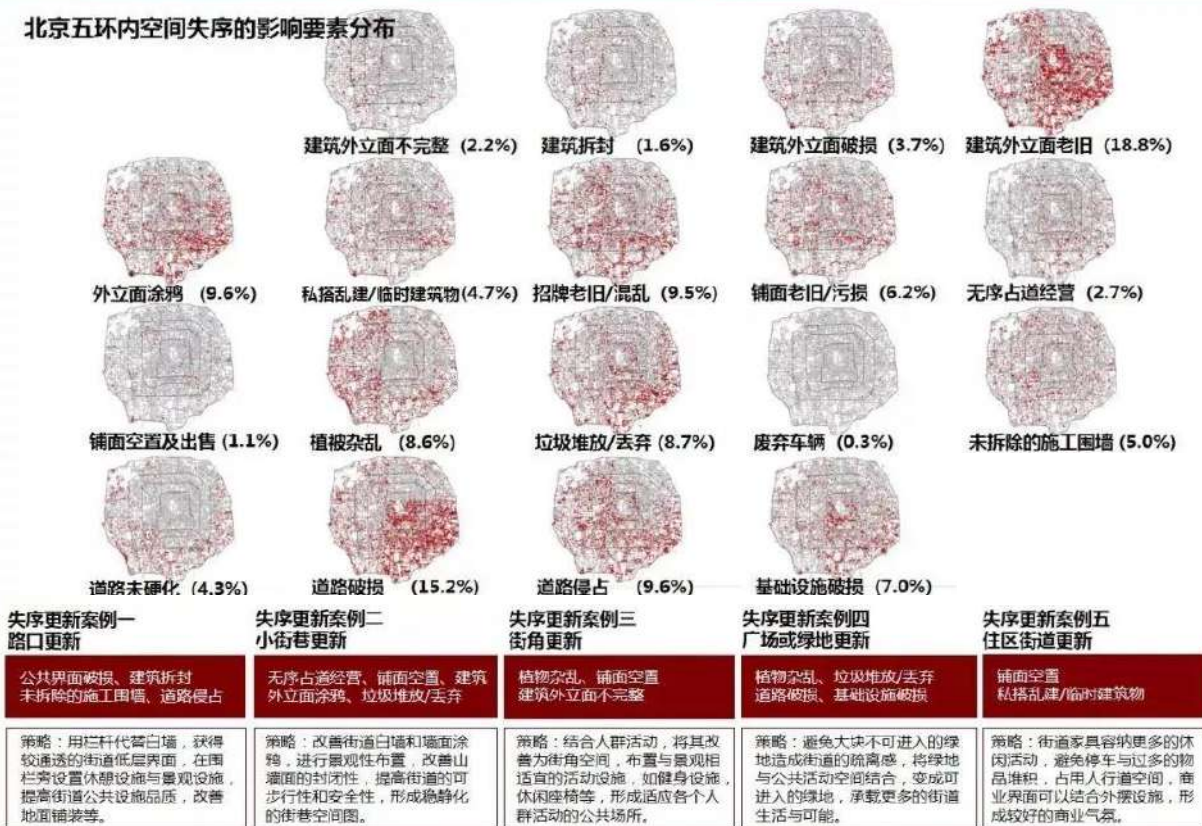 北京五环内空间失序的影响要素分布
建筑外立面不完整 (2.2%)
建筑拆封 (1.6%)
建筑外立面破损 (3.7%)
建筑外立面老旧 (18.8%)
外立面涂鸦 (9.6%)
私搭乱建/临时建筑物(4.7%)
招牌老旧/混乱 (9.5%)
铺面老旧/污损 (6.2%)
无序占道经营 (2.7%)
铺面空置及出售 (1.1%)
植被杂乱 (8.6%)
垃圾堆放/丢弃 (8.7%)
废弃车辆 (0.3%)
未拆除的施工围墙 (5.0%)
道路未硬化 (4.3%)
道路破损 (15.2%)
道路侵占 (9.6%)
基础设施破损 (7.0%)
失序更新案例一
路口更新
公共界面破损、建筑拆封
未拆除的施工围墙、道路侵占
策略：用栏杆代替白墙，获得
较通透的街道低层界面，在围
栏旁设置休憩设施与景观设施，
提高街道公共设施品质，改善
地面铺装等。
失序更新案例二
小街巷更新
无序占道经营、铺面空置、建筑
外立面涂鸦、垃圾堆放/丢弃
策略：改善街道白墙和墙面涂
鸦，进行景观性布置，改善山
墙面的封闭性，提高街道的可
步行性和安全性，形成稳静化
的街巷空间图。
失序更新案例三
街角更新
植物杂乱、铺面空置
建筑外立面不完整
策略：结合人群活动，将其改
善为街角空间，布置与景观相
适宜的活动设施，如健身设施，
休闲座椅等，形成适应各个人
群活动的公共场所。
失序更新案例四
广场或绿地更新
植物杂乱、垃圾堆放/丢弃
道路破损、基础设施破损
策略：避免大块不可进入的绿
地造成街道的疏离感，将绿地
与公共活动空间结合，变成可
进入的绿地，承载更多的街道
生活与可能。
失序更新案例五
住区街道更新
铺面空置
私搭乱建/临时建筑物
策略：街道家具容纳更多的休
闲活动，避免停车与过多的物
品堆积，占用人行道空间，商
业界面可以结合外摆设施，形
成较好的商业气氛。